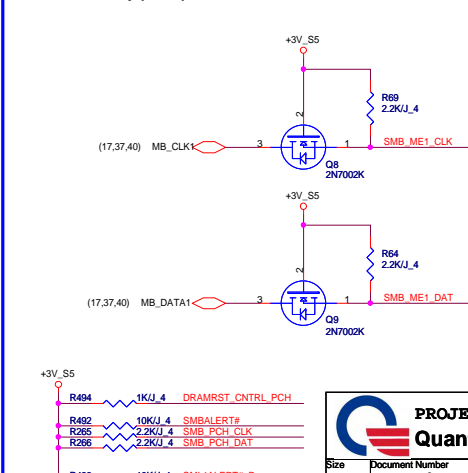 +3V_S5
2
R69
2.2K/J_4
(17,37,40) MB_CLK1 3 1 SMB_ME1_CLK
Q8
2N7002K
+3V_S5
2
R64
2.2K/J_4
(17,37,40) MB_DATA1 3 1 SMB_ME1_DAT
Q9
2N7002K
+3V_S5
R494 1K/J_4 DRAMRST_CNTRL_PCH
R492 10K/J_4 SMBALERT#
R265 2.2K/J_4 SMB_PCH_CLK
R266 2.2K/J_4 SMB_PCH_DAT
PROJE
Quan
Size Document Number